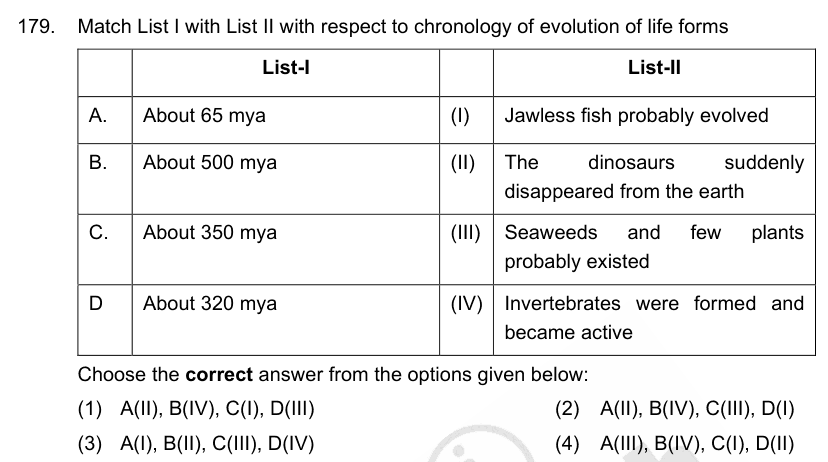 179. Match List I with List II with respect to chronology of evolution of life forms
List-I List-II
A. About 65 mya (I) Jawless fish probably evolved
B. About 500 mya (II) The dinosaurs suddenly
disappeared from the earth
C. About 350 mya (III) Seaweeds and few plants
probably existed
D About 320 mya (IV) Invertebrates were formed and
became active
Choose the correct answer from the options given below:
(1) A(II), B(IV), C(I), D(III) (2) A(II), B(IV), C(III), D(I)
(3) A(I), B(II), C(III), D(IV) (4) A(III), B(IV), C(I), D(II)